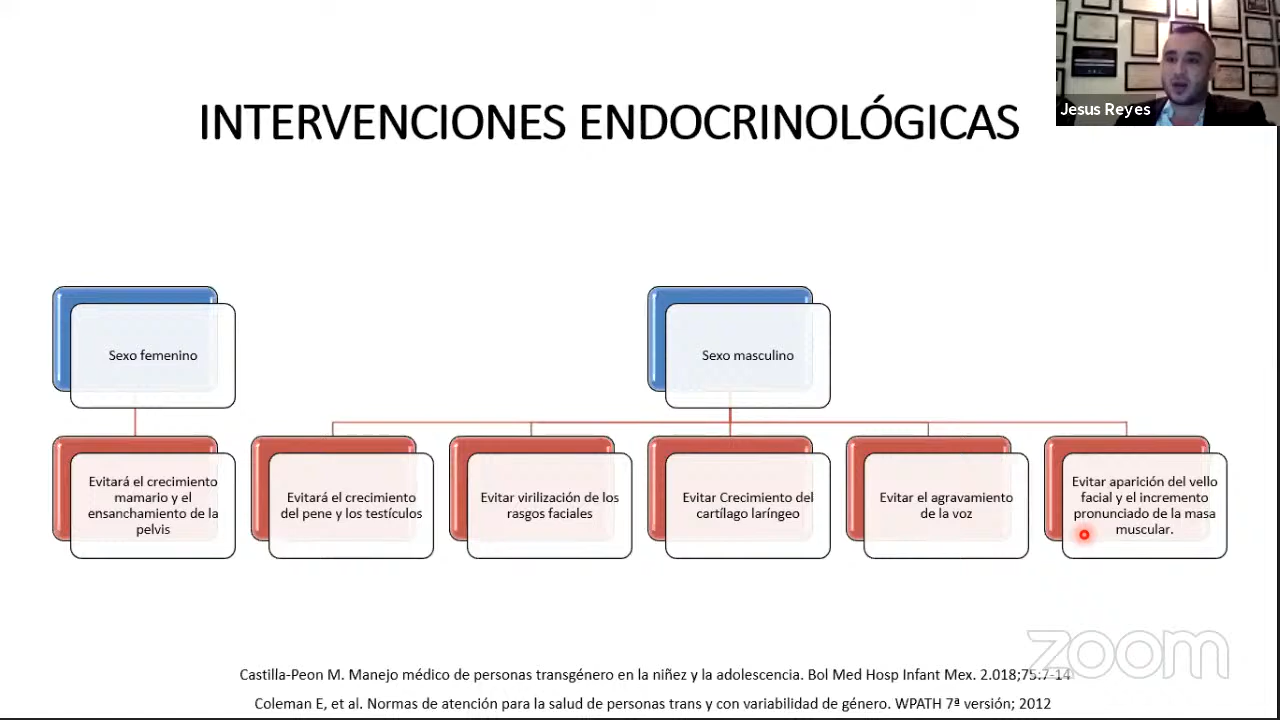 Jesus Reyes
INTERVENCIONES ENDOCRINOLÓGICAS
Sexo femenino
Sexo masculino
Evitará el crecimiento
mamario y el
ensanchamiento de la
pelvis
Evitará el crecimiento
del pene y los testículos
Evitar virilización de los
rasgos faciales
Evitar Crecimiento del
cartílago laríngeo
Evitar el agravamiento
de la voz
Evitar aparición del vello
facial y el incremento
pronunciado de la masa
muscular.
zoom
Castilla-Peon M. Manejo médico de personas transgénero en la niñez y la adolescencia. Bol Med Hosp Infant Mex. 2.018;75:7-14
Coleman E, et al. Normas de atención para la salud de personas trans y con variabilidad de género. WPATH 7ª versión; 2012